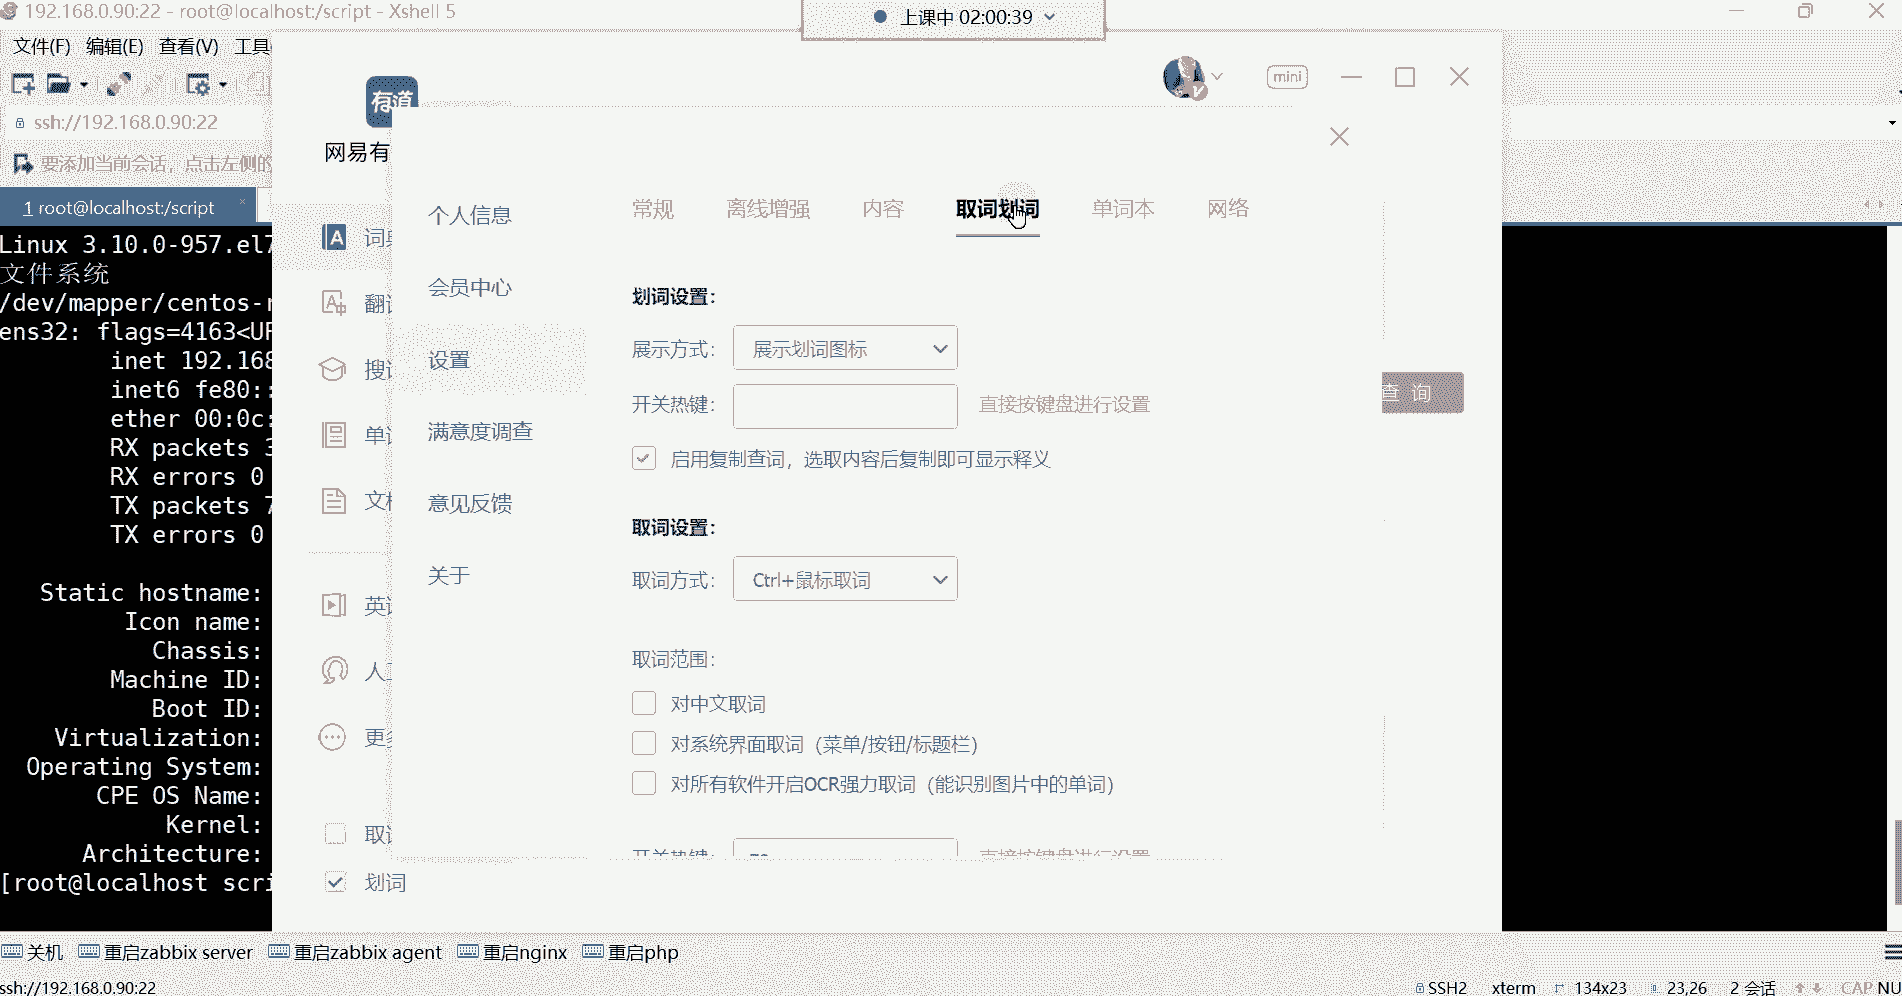 192.168.0.90:22 - root@localhost:/script - Xshell 5
上课中 02:00:39
文件(F) 编辑(E) 查看(V) 工具
mini
有道
ssh://192.168.0.90:22
网易有
要添加当前会话，点击左侧的
1 root@localhost:/script
常规 离线增强 内容 取词划词 单词本 网络
个人信息
会员中心
设置
满意度调查
意见反馈
关于
划词设置：
展示方式： 展示划词图标
开关热键： 直接按键盘进行设置
启用复制查词，选取内容后复制即可显示释义
取词设置：
取词方式： Ctrl+鼠标取词
取词范围：
对中文取词
对系统界面取词（菜单/按钮/标题栏）
对所有软件开启OCR强力取词（能识别图片中的单词）
开关热键： 直接按键盘进行设置
查 询
划词
Linux 3.10.0-957.el7
文件系统
/dev/mapper/centos-r
ens32: flags=4163<UP
inet 192.168
inet6 fe80::
ether 00:0c:
RX packets 3
RX errors 0
TX packets 7
TX errors 0
Static hostname:
Icon name:
Chassis:
Machine ID:
Boot ID:
Virtualization:
Operating System:
CPE OS Name:
Kernel:
Architecture:
[root@localhost scri
关机 重启zabbix server 重启zabbix agent 重启nginx 重启php
ssh://192.168.0.90:22
SSH2 xterm 134x23 23,26 2 会话 CAP NU